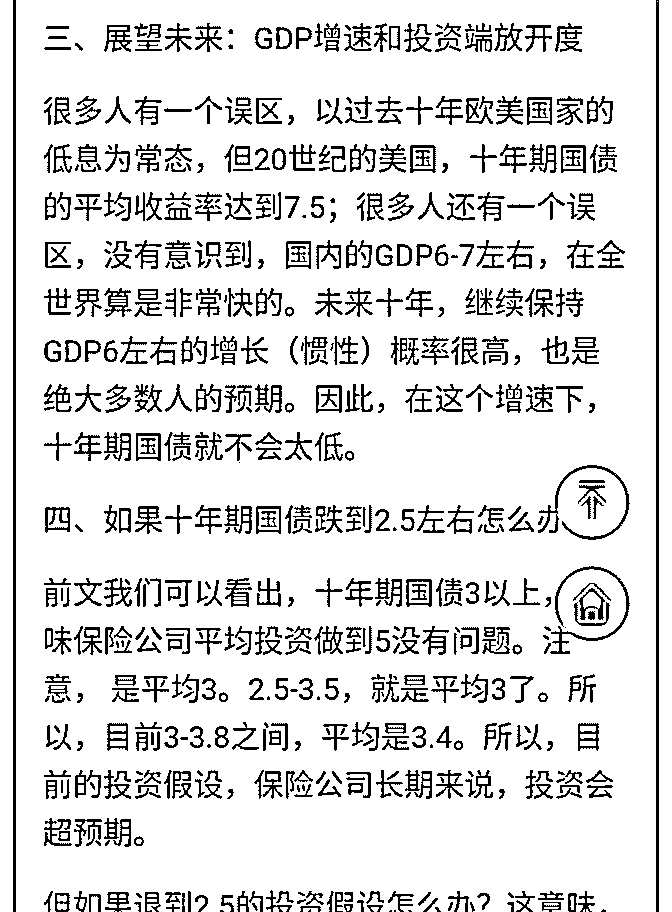 三、展望未来：GDP增速和投资端放开度
很多人有一个误区，以过去十年欧美国家的
低息为常态，但20世纪的美国，十年期国债
的平均收益率达到7.5；很多人还有一个误
区，没有意识到，国内的GDP6-7左右，在全
世界算是非常快的。未来十年，继续保持
GDP6左右的增长（惯性）概率很高，也是
绝大多数人的预期。因此，在这个增速下，
十年期国债就不会太低。
四、如果十年期国债跌到2.5左右怎么办
前文我们可以看出，十年期国债3以上，
味保险公司平均投资做到5没有问题。注
意， 是平均3。2.5-3.5，就是平均3了。所
以，目前3-3.8之间，平均是3.4。所以，目
前的投资假设，保险公司长期来说，投资会
超预期。
但如果退到2.5的投资假设怎么办？这意味，